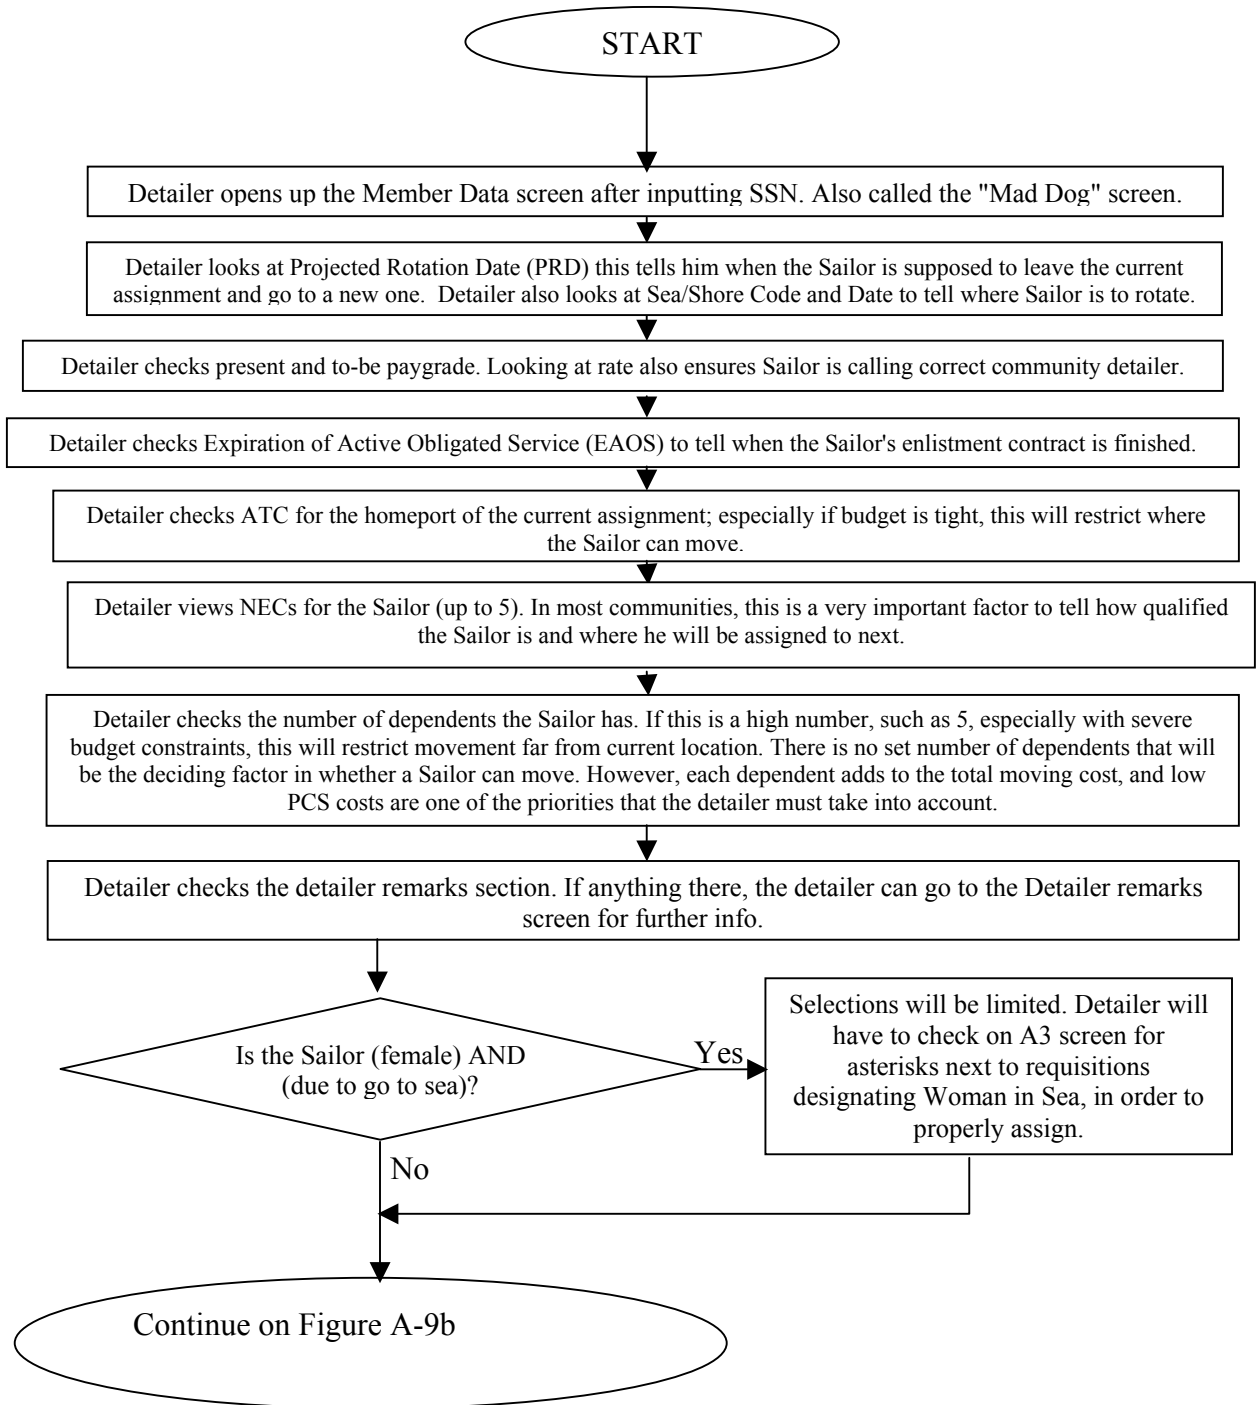 START
Detailer opens up the Member Data screen after inputting SSN. Also called the "Mad Dog" screen.
Detailer looks at Projected Rotation Date (PRD) this tells him when the Sailor is supposed to leave the current
assignment and go to a new one.  Detailer also looks at Sea/Shore Code and Date to tell where Sailor is to rotate.
Detailer checks present and to-be paygrade. Looking at rate also ensures Sailor is calling correct community detailer.
Detailer checks Expiration of Active Obligated Service (EAOS) to tell when the Sailor's enlistment contract is finished.
Detailer checks ATC for the homeport of the current assignment; especially if budget is tight, this will restrict where
the Sailor can move.
Detailer views NECs for the Sailor (up to 5). In most communities, this is a very important factor to tell how qualified
the Sailor is and where he will be assigned to next.
Detailer checks the number of dependents the Sailor has. If this is a high number, such as 5, especially with severe
budget constraints, this will restrict movement far from current location. There is no set number of dependents that will
be the deciding factor in whether a Sailor can move. However, each dependent adds to the total moving cost, and low
PCS costs are one of the priorities that the detailer must take into account.
Detailer checks the detailer remarks section. If anything there, the detailer can go to the Detailer remarks
screen for further info.
Is the Sailor (female) AND
(due to go to sea)?
Yes
Selections will be limited. Detailer will
have to check on A3 screen for
asterisks next to requisitions
designating Woman in Sea, in order to
properly assign.
No
Continue on Figure A-9b